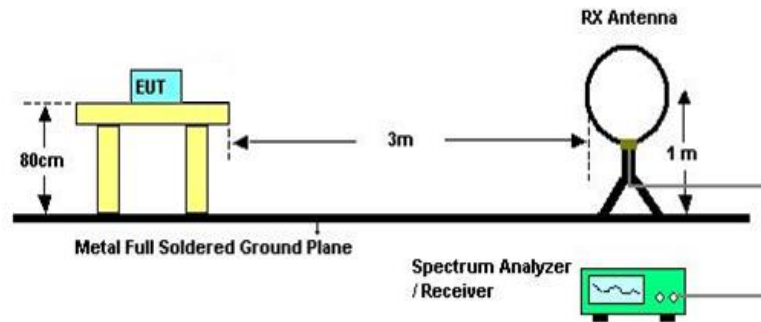 RX Antenna
EUT
3m
80cm
1 m
Metal Full Soldered Ground Plane
Spectrum Analyzer
/ Receiver